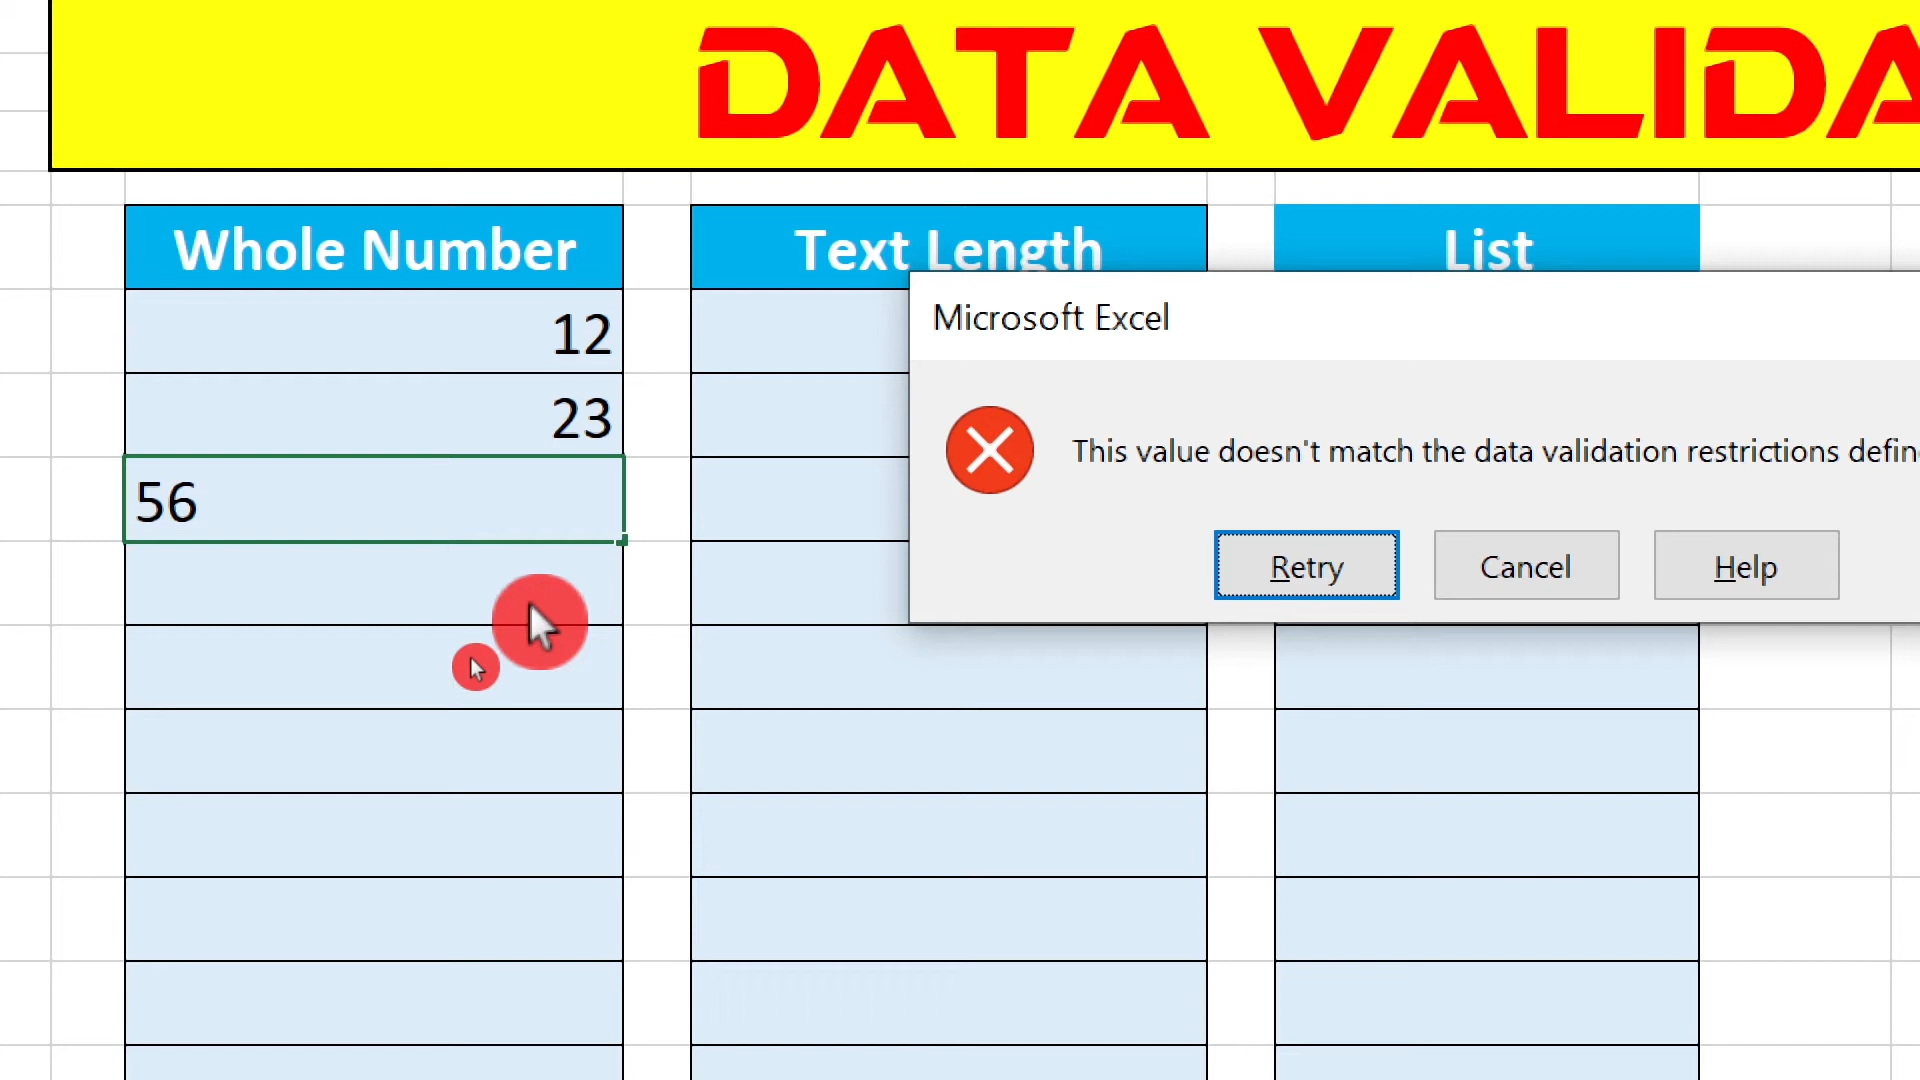 DATA VALIDA
Whole Number
Text Length
List
12
23
56
Microsoft Excel
This value doesn't match the data validation restrictions defin
Retry
Cancel
Help